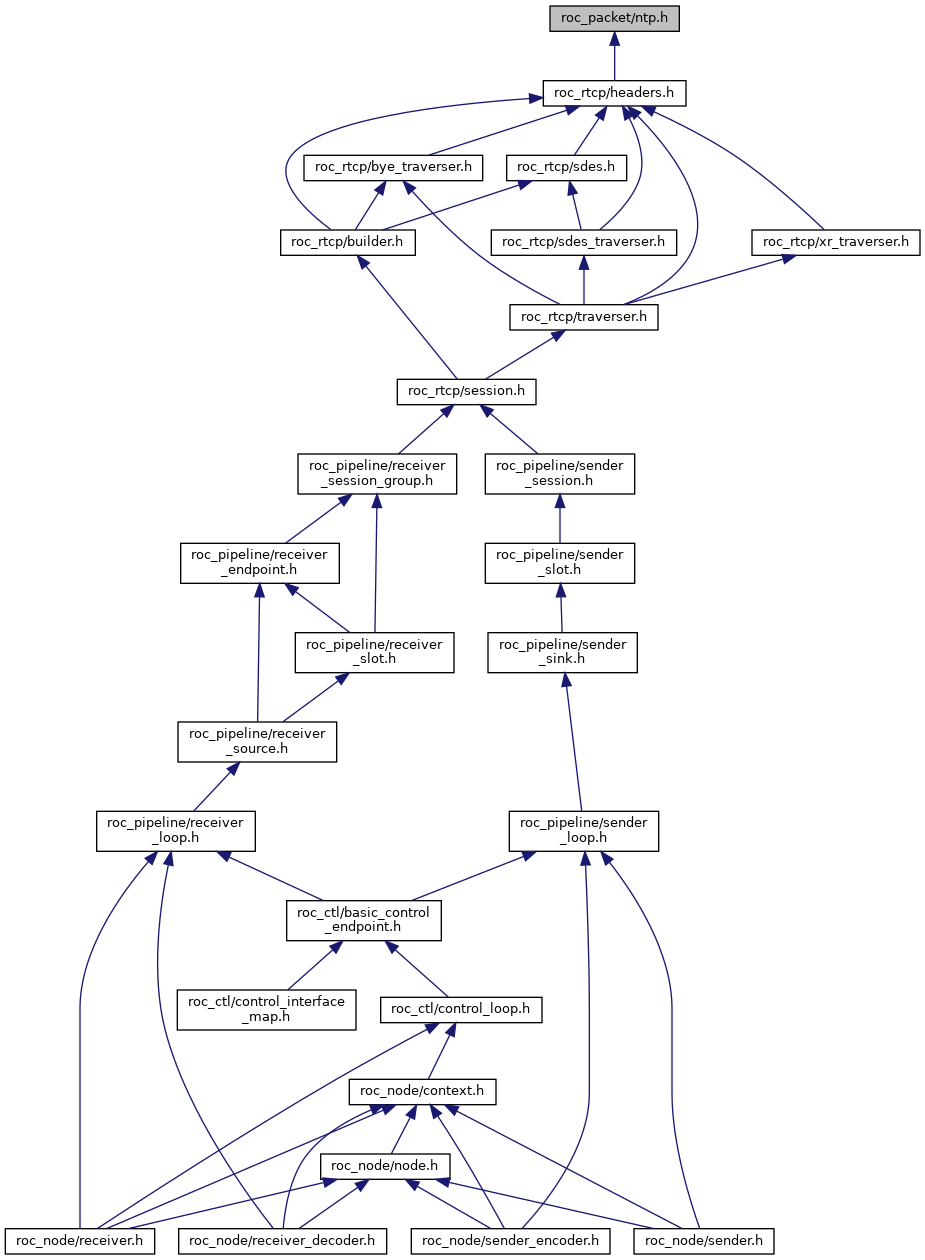 roc_packet/ntp.h
roc_rtcp/headers.h
roc_rtcp/bye_traverser.h
roc_rtcp/sdes.h
roc_rtcp/builder.h
roc_rtcp/sdes_traverser.h
roc_rtcp/xr_traverser.h
roc_rtcp/traverser.h
roc_rtcp/session.h
roc_pipeline/receiver
_session_group.h
roc_pipeline/sender
_session.h
roc_pipeline/receiver
_endpoint.h
roc_pipeline/sender
_slot.h
roc_pipeline/receiver
_slot.h
roc_pipeline/sender
_sink.h
roc_pipeline/receiver
_source.h
roc_pipeline/receiver
_loop.h
roc_pipeline/sender
_loop.h
roc_ctl/basic_control
_endpoint.h
roc_ctl/control_interface
_map.h
roc_ctl/control_loop.h
roc_node/context.h
roc_node/node.h
roc_node/receiver.h
roc_node/receiver_decoder.h
roc_node/sender_encoder.h
roc_node/sender.h